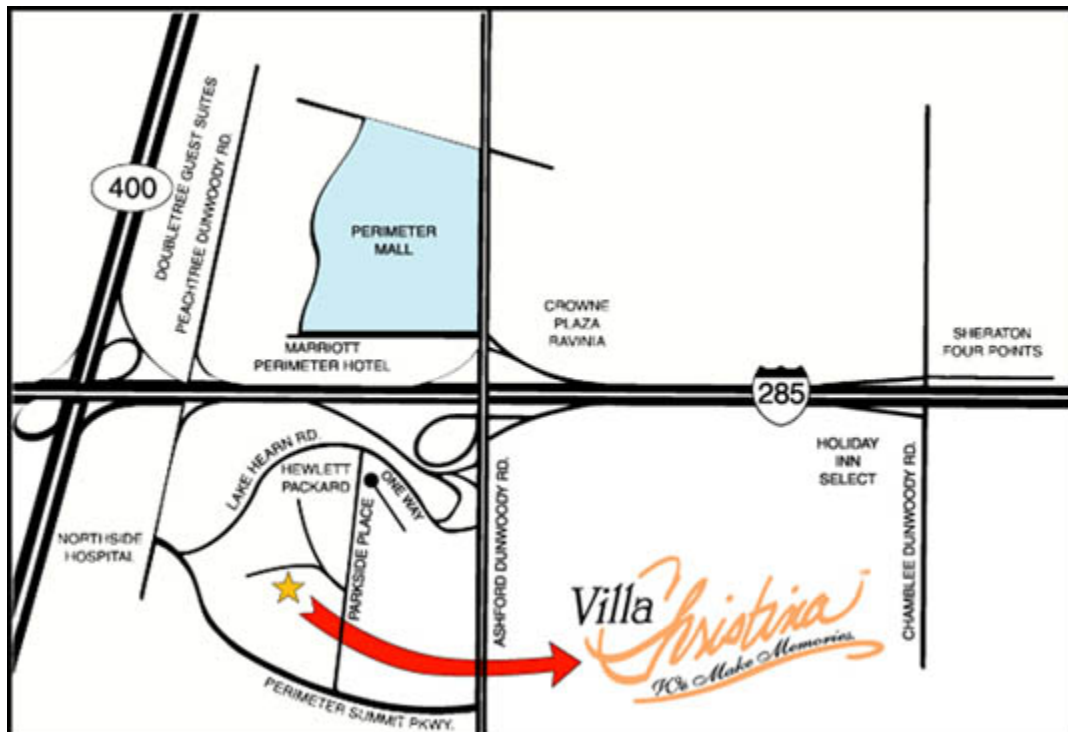 400
DOUBLETREE GUEST SUITES
PEACHTREE DUNWOODY RD.
PERIMETER
MALL
MARRIOTT
PERIMETER HOTEL
CROWNE
PLAZA
RAVINIA
SHERATON
FOUR POINTS
285
HOLIDAY
INN
SELECT
LAKE HEARN RD.
HEWLETT
PACKARD
ONE WAY
NORTHSIDE
HOSPITAL
PARKSIDE PLACE
ASHFORD DUNWOODY RD.
CHAMBLEE DUNWOODY RD.
PERIMETER SUMMIT PKWY.
Villa Christina
We Make Memories.